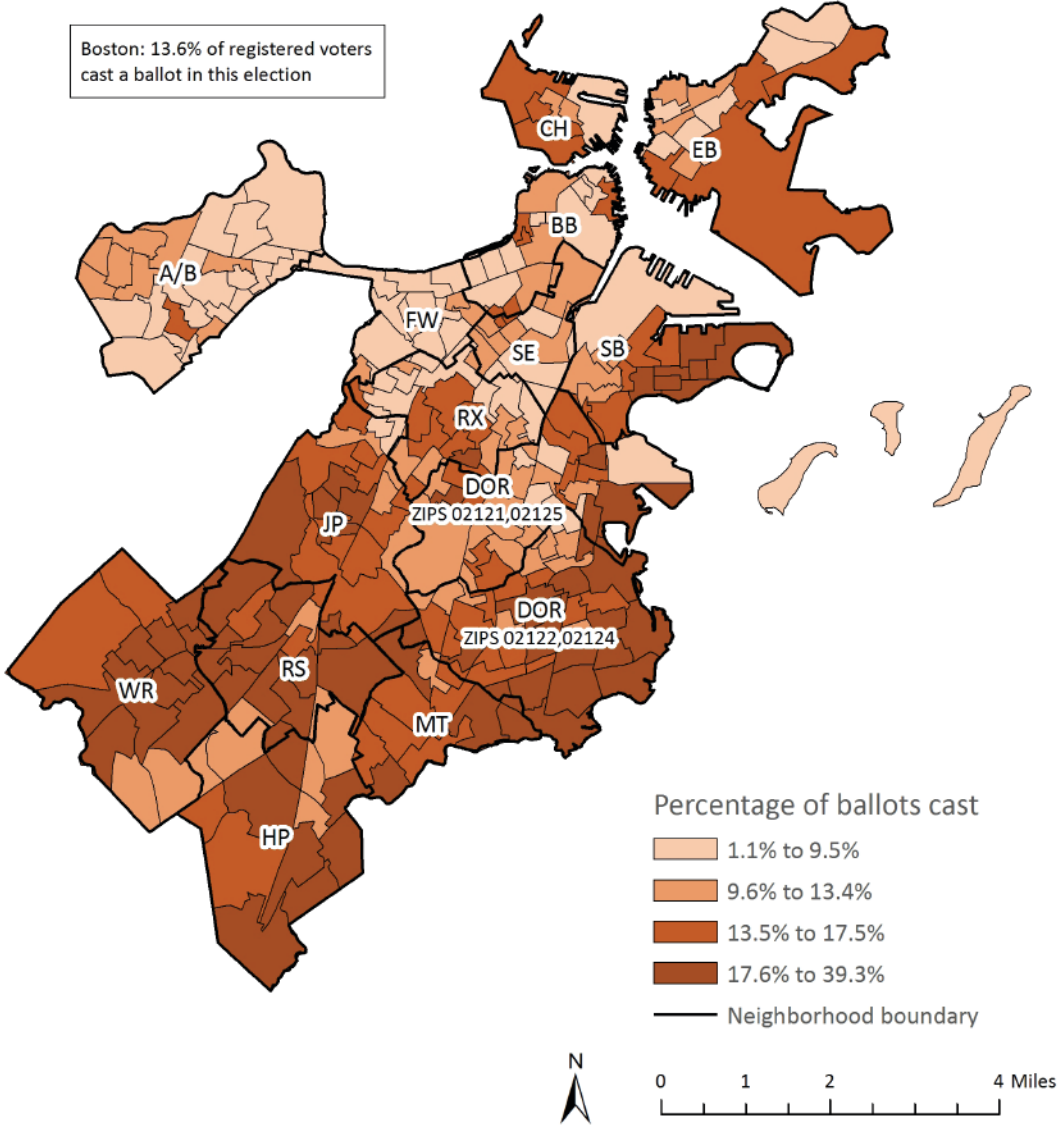 Boston: 13.6% of registered voters
cast a ballot in this election
CH
EB
BB
A/B
FW
SE
SB
RX
DOR
ZIPS 02121,02125
JP
DOR
ZIPS 02122,02124
RS
WR
MT
HP
Percentage of ballots cast
1.1% to 9.5%
9.6% to 13.4%
13.5% to 17.5%
17.6% to 39.3%
Neighborhood boundary
N
0 1 2 4 Miles